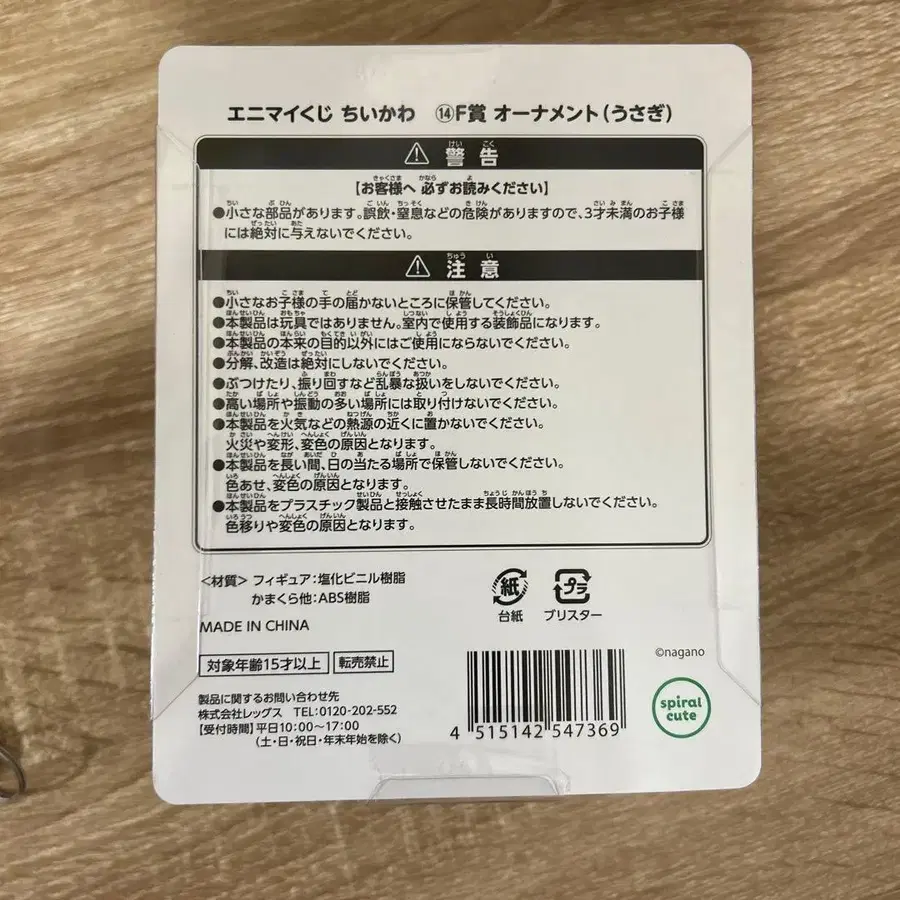 エニマイくじ ちいかわ ⑭F賞 オーナメント(うさぎ)
⚠ 警告
【お客様へ 必ずお読みください】
●小さな部品があります。誤飲・窒息などの危険がありますので、3才未満のお子様
には絶対に与えないでください。
⚠ 注意
●小さなお子様の手の届かないところに保管してください。
●本製品は玩具ではありません。室内で使用する装飾品になります。
●本製品の本来の目的以外にはご使用にならないでください。
●分解、改造は絶対にしないでください。
●ぶつけたり、振り回すなど乱暴な扱いをしないでください。
●高い場所や振動の多い場所には取り付けないでください。
●本製品を火気などの熱源の近くに置かないでください。
火災や変形、変色の原因となります。
●本製品を長い間、日の当たる場所で保管しないでください。
色あせ、変色の原因となります。
●本製品をプラスチック製品と接触させたまま長時間放置しないでください。
色移りや変色の原因となります。
<材質> フィギュア:塩化ビニル樹脂
かまくら他:ABS樹脂
紙
台紙
プラ
ブリスター
MADE IN CHINA
©nagano
対象年齢15才以上 転売禁止
spiral
cute
製品に関するお問い合わせ先
株式会社レッグス TEL:0120-202-552
【受付時間】平日10:00~17:00
(土・日・祝日・年末年始を除く)
4 515142 547369